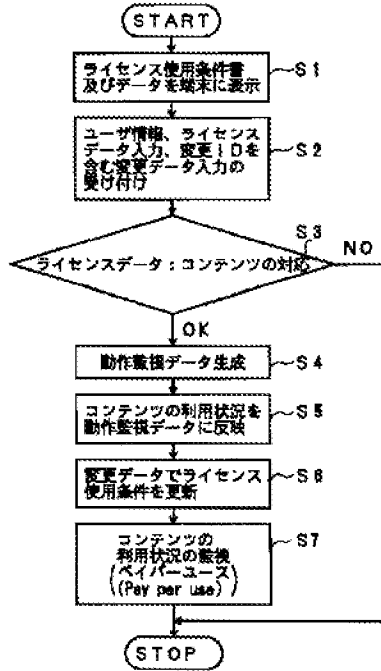 START
ライセンス使用条件書
及びデータを端末に表示
S1
ユーザ情報、ライセンス
データ入力、変更IDを
含む変更データ入力の
受け付け
S2
S3
ライセンスデータ：コンテンツの対応
NO
OK
動作監視データ生成
S4
コンテンツの利用状況を
動作監視データに反映
S5
変更データでライセンス
使用条件を更新
S6
コンテンツの
利用状況の監視
(ペイパーユース)
((Pay per use))
S7
STOP